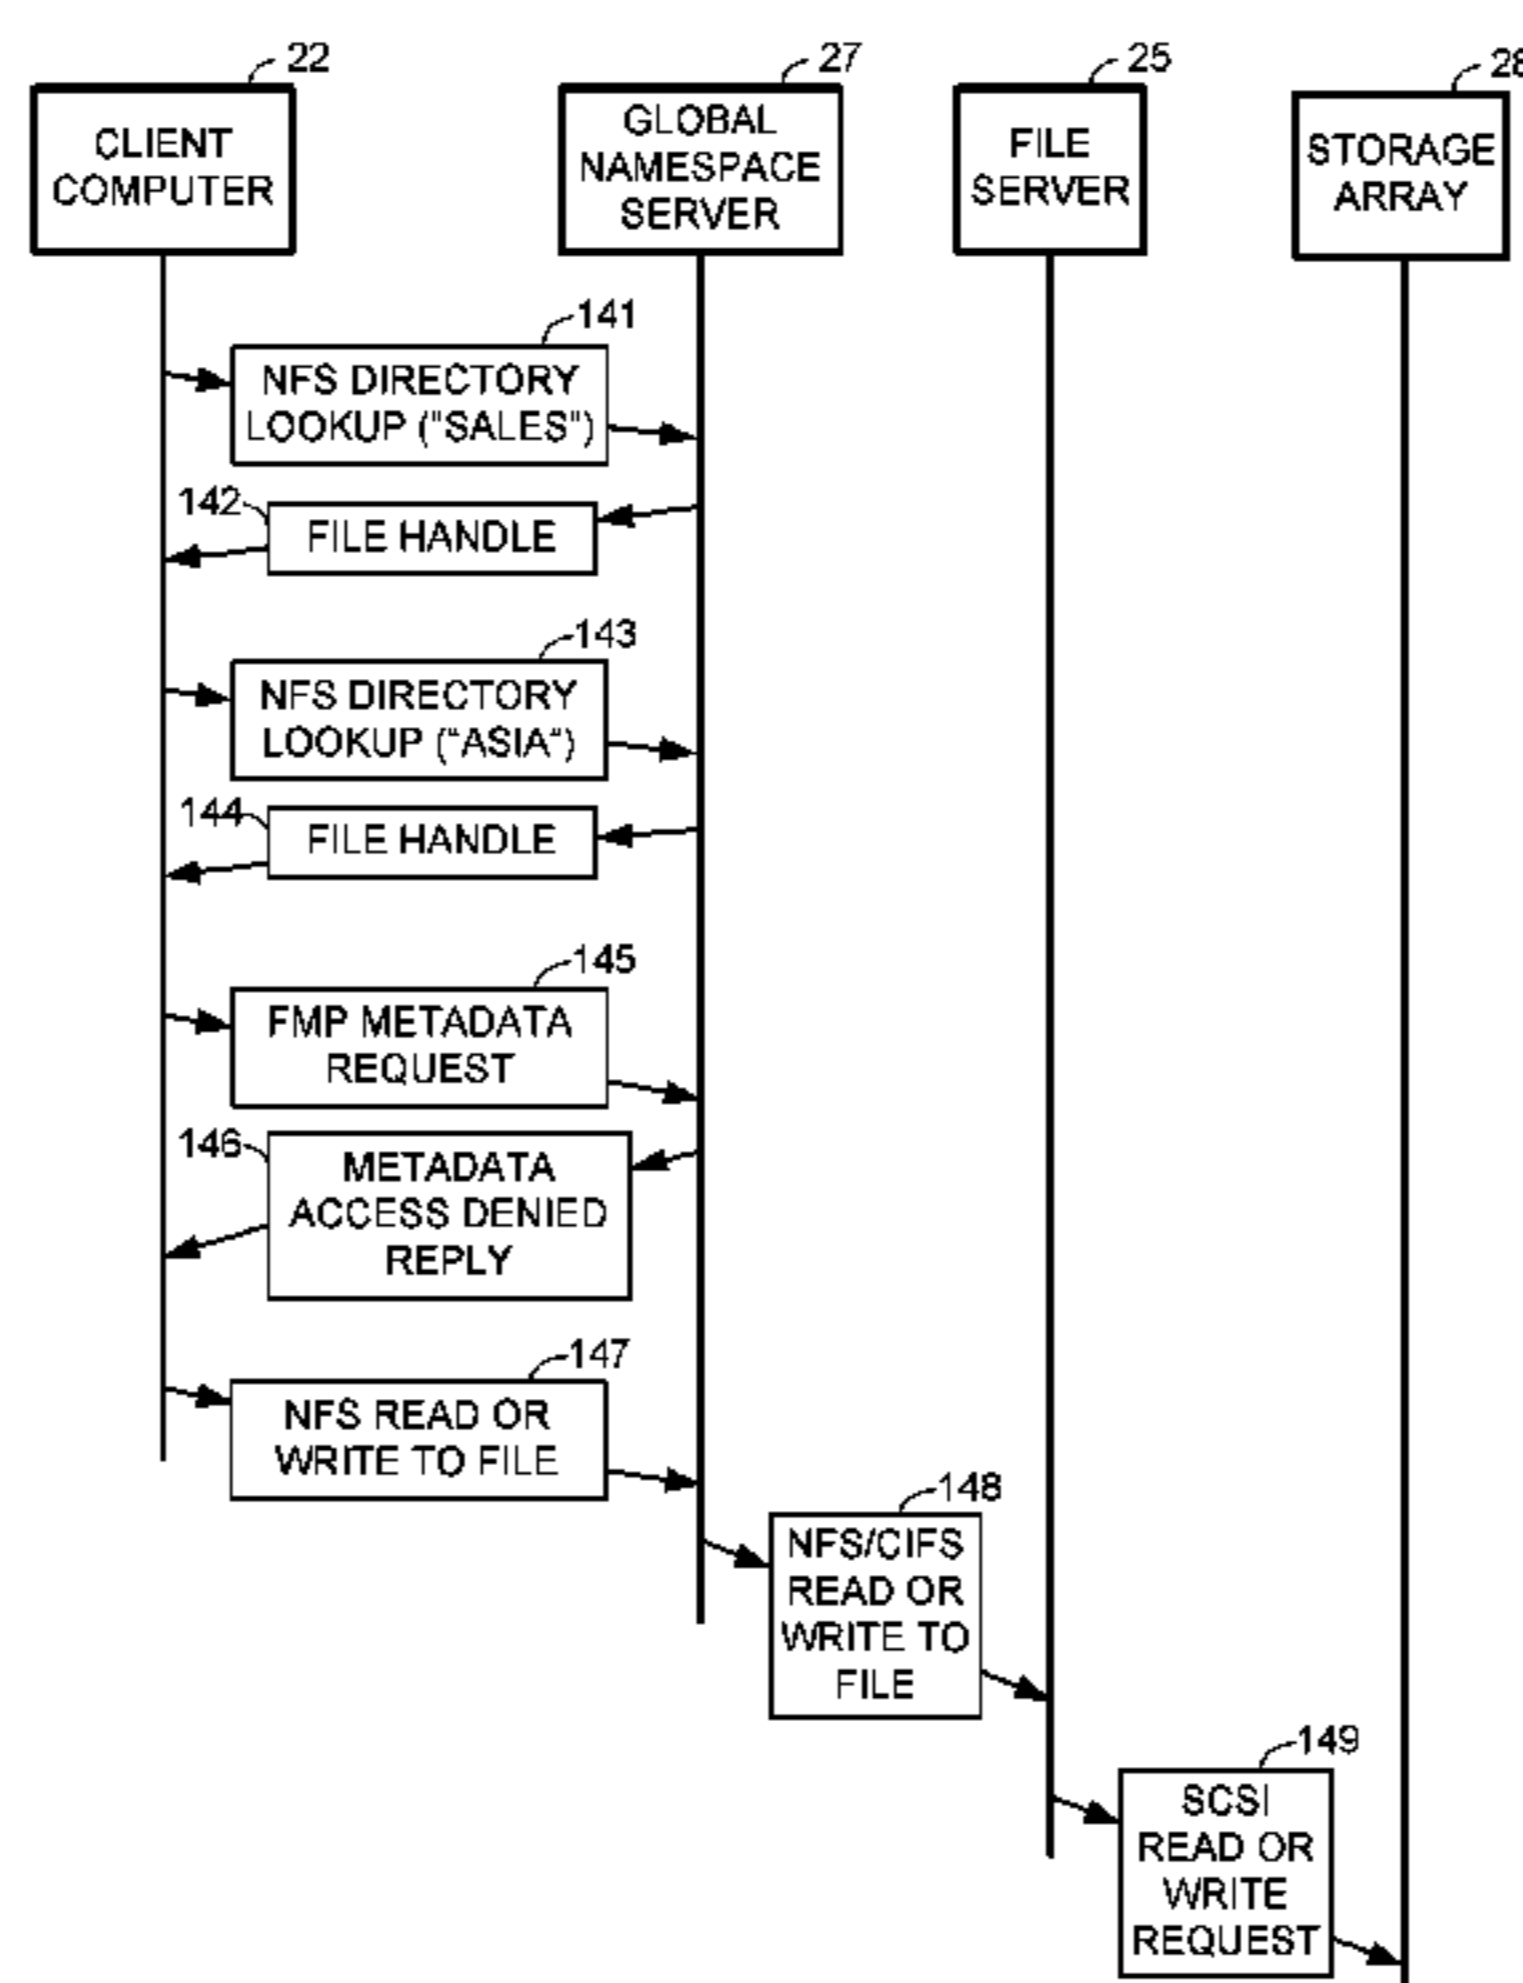 22
27
25
28
CLIENT
COMPUTER
GLOBAL
NAMESPACE
SERVER
FILE
SERVER
STORAGE
ARRAY
141
NFS DIRECTORY
LOOKUP ("SALES")
142
FILE HANDLE
143
NFS DIRECTORY
LOOKUP ("ASIA")
144
FILE HANDLE
145
FMP METADATA
REQUEST
146
METADATA
ACCESS DENIED
REPLY
147
NFS READ OR
WRITE TO FILE
148
NFS/CIFS
READ OR
WRITE TO
FILE
149
SCSI
READ OR
WRITE
REQUEST